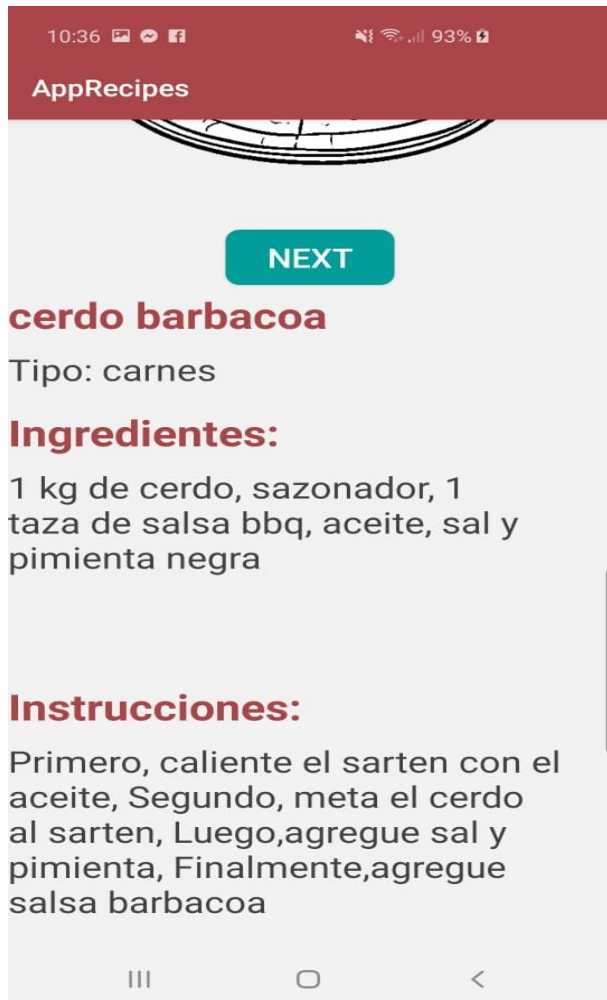 10:36
93%
AppRecipes
NEXT
cerdo barbacoa
Tipo: carnes
Ingredientes:
1 kg de cerdo, sazonador, 1
taza de salsa bbq, aceite, sal y
pimienta negra
Instrucciones:
Primero, caliente el sarten con el
aceite, Segundo, meta el cerdo
al sarten, Luego,agregue sal y
pimienta, Finalmente,agregue
salsa barbacoa